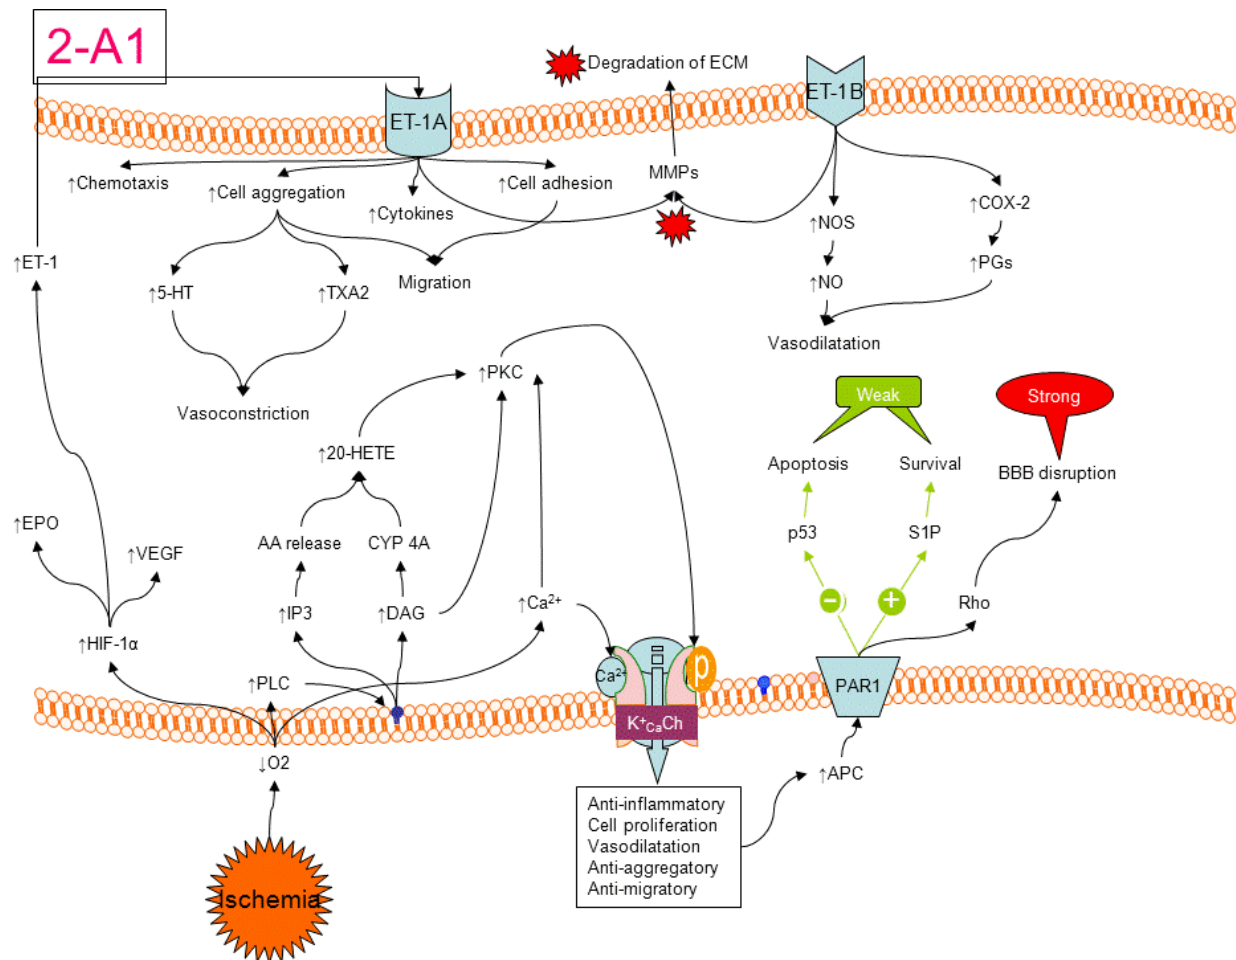 2-A1
Degradation of ECM
ET-1A
ET-1B
MMPs
↑Chemotaxis
↑Cell aggregation
↑Cytokines
↑Cell adhesion
↑NOS
↑COX-2
↑ET-1
↑5-HT
↑TXA2
Migration
↑NO
↑PGs
Vasodilatation
Vasoconstriction
↑PKC
Weak
Strong
↑20-HETE
Apoptosis
Survival
BBB disruption
↑EPO
↑VEGF
AA release
CYP 4A
p53
S1P
↑HIF-1α
↑IP3
↑DAG
↑Ca²⁺
−
+
Rho
↑PLC
Ca²⁺
p
PAR1
K⁺CaCh
↓O2
↑APC
Anti-inflammatory
Cell proliferation
Vasodilatation
Anti-aggregatory
Anti-migratory
Ischemia